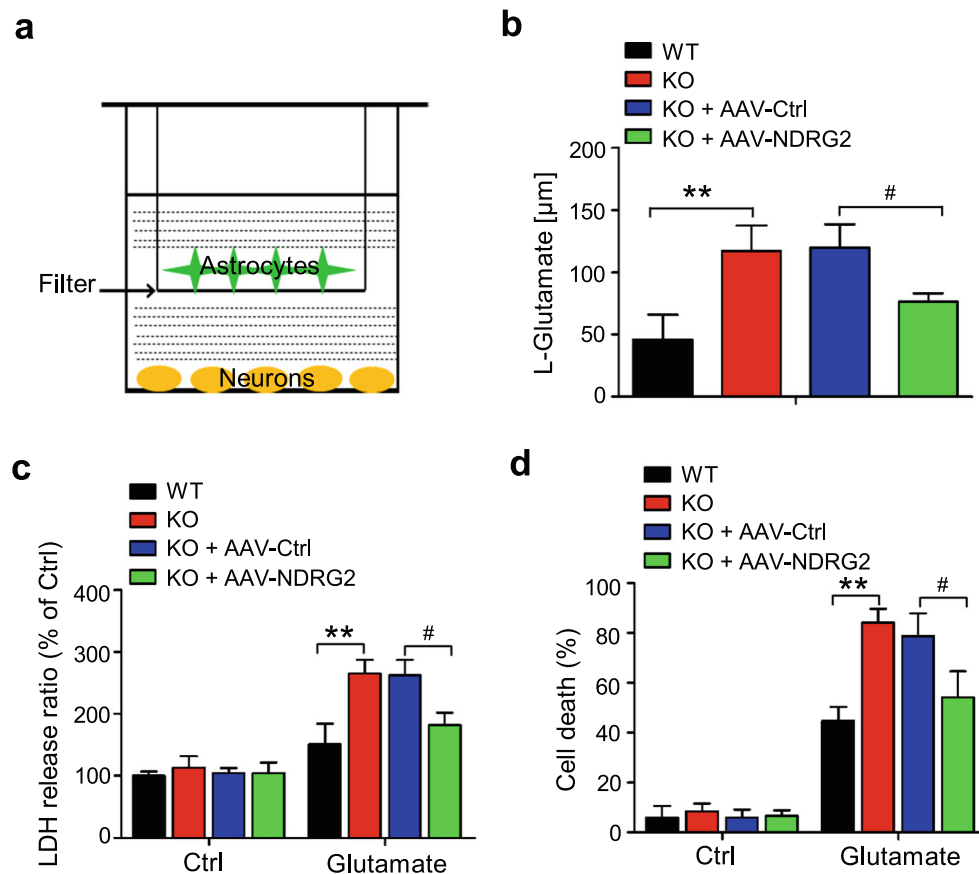 a
Astrocytes
Filter
Neurons
b
WT
KO
KO + AAV-Ctrl
KO + AAV-NDRG2
L-Glutamate [µm]
200
150
100
50
0
**
#
c
WT
KO
KO + AAV-Ctrl
KO + AAV-NDRG2
LDH release ratio (% of Ctrl)
400
300
200
100
0
**
#
Ctrl
Glutamate
d
WT
KO
KO + AAV-Ctrl
KO + AAV-NDRG2
Cell death (%)
100
80
60
40
20
0
**
#
Ctrl
Glutamate